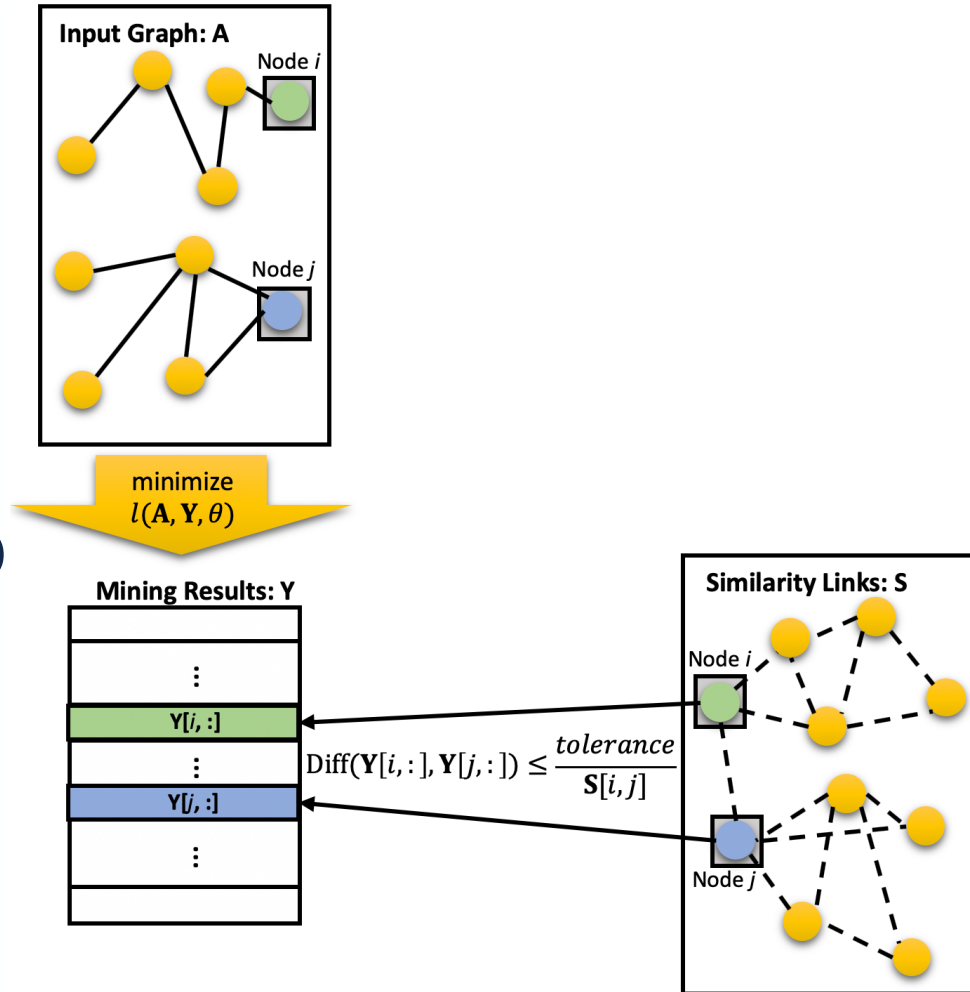 Input Graph: A
Node i
Node j
minimize
l(A, Y, θ)
Mining Results: Y
⋮
Y[i, :]
⋮
Y[j, :]
⋮
Diff(Y[i, :], Y[j, :]) ≤ tolerance / S[i, j]
Similarity Links: S
Node i
Node j